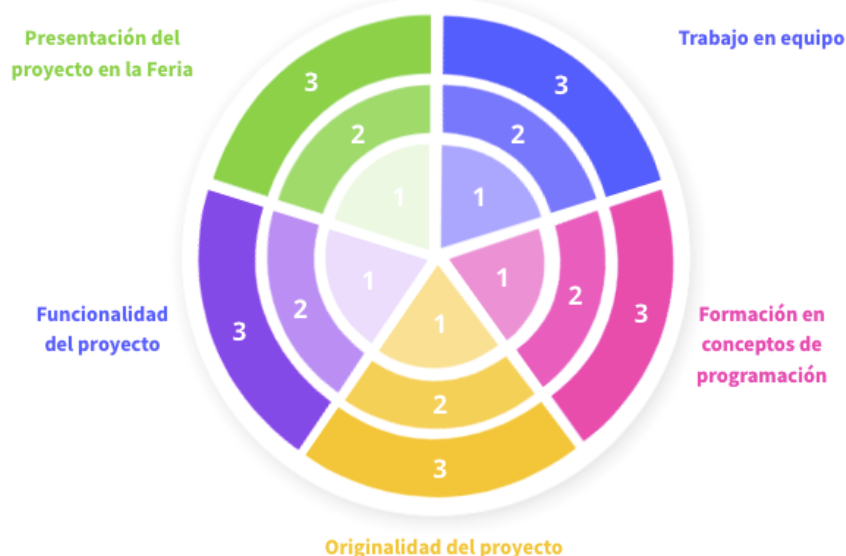 Presentación del
proyecto en la Feria
Trabajo en equipo
3
3
2
2
1
1
1
1
2
2
3
3
1
2
3
Funcionalidad
del proyecto
Formación en
conceptos de
programación
Originalidad del proyecto